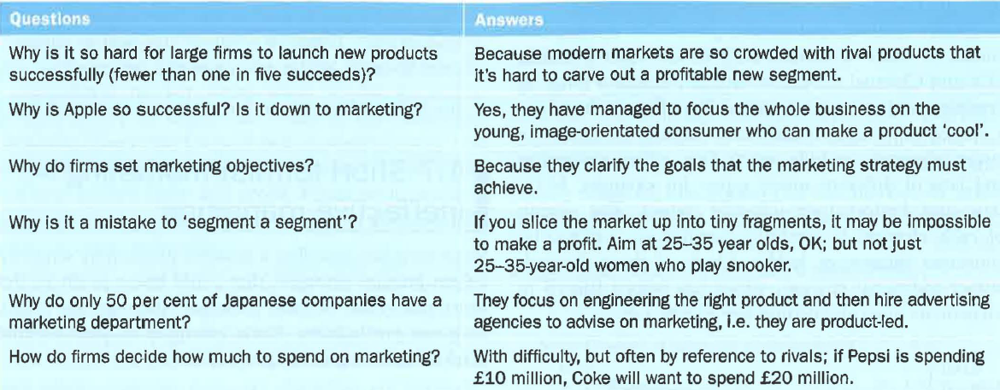 Questions
Answers
Why is it so hard for large firms to launch new products
successfully (fewer than one in five succeeds)?
Because modern markets are so crowded with rival products that
it's hard to carve out a profitable new segment.
Why is Apple so successful? Is it down to marketing?
Yes, they have managed to focus the whole business on the
young, image-orientated consumer who can make a product 'cool'.
Why do firms set marketing objectives?
Because they clarify the goals that the marketing strategy must
achieve.
Why is it a mistake to 'segment a segment'?
If you slice the market up into tiny fragments, it may be impossible
to make a profit. Aim at 25–35 year olds, OK; but not just
25–35-year-old women who play snooker.
Why do only 50 per cent of Japanese companies have a
marketing department?
They focus on engineering the right product and then hire advertising
agencies to advise on marketing, i.e. they are product-led.
How do firms decide how much to spend on marketing?
With difficulty, but often by reference to rivals; if Pepsi is spending
£10 million, Coke will want to spend £20 million.